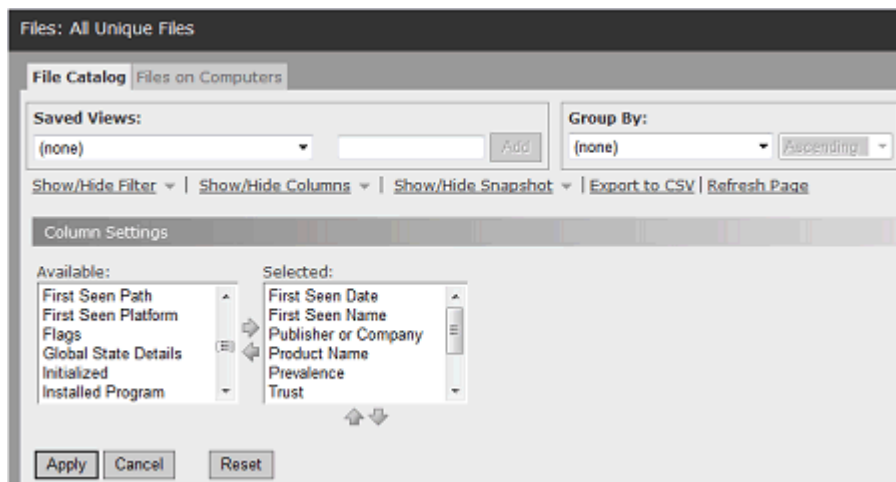 Files: All Unique Files
File Catalog Files on Computers
Saved Views:
(none)
Add
Group By:
(none)
Ascending
Show/Hide Filter | Show/Hide Columns | Show/Hide Snapshot | Export to CSV | Refresh Page
Column Settings
Available:
First Seen Path
First Seen Platform
Flags
Global State Details
Initialized
Installed Program
Selected:
First Seen Date
First Seen Name
Publisher or Company
Product Name
Prevalence
Trust
Apply Cancel Reset